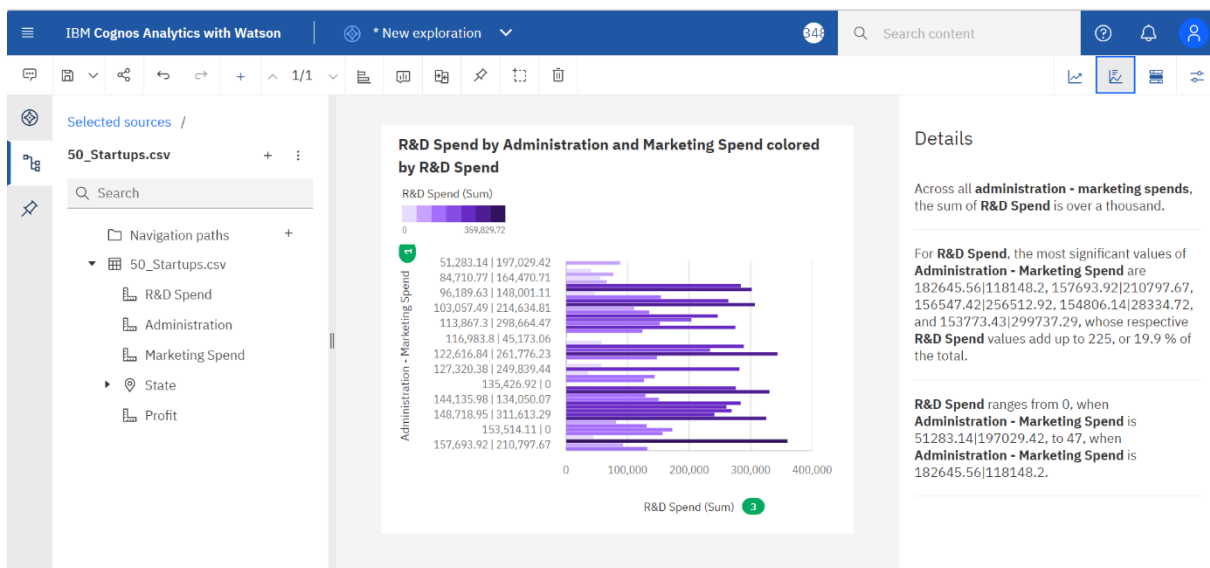 IBM Cognos Analytics with Watson
* New exploration
348
Search content
1/1
Selected sources /
50_Startups.csv
Search
Navigation paths
50_Startups.csv
R&D Spend
Administration
Marketing Spend
State
Profit
R&D Spend by Administration and Marketing Spend colored
by R&D Spend
R&D Spend (Sum)
0
369,829.72
1
Administration - Marketing Spend
51,283.14 | 197,029.42
84,710.77 | 164,470.71
96,189.63 | 148,001.11
103,057.49 | 214,634.81
113,867.3 | 298,664.47
116,983.8 | 45,173.06
122,616.84 | 261,776.23
127,320.38 | 249,839.44
135,426.92 | 0
144,135.98 | 134,050.07
148,718.95 | 311,613.29
153,514.11 | 0
157,693.92 | 210,797.67
0 100,000 200,000 300,000 400,000
R&D Spend (Sum) 3
Details
Across all administration - marketing spends,
the sum of R&D Spend is over a thousand.
For R&D Spend, the most significant values of
Administration - Marketing Spend are
182645.56|118148.2, 157693.92|210797.67,
156547.42|256512.92, 154806.14|28334.72,
and 153773.43|299737.29, whose respective
R&D Spend values add up to 225, or 19.9 % of
the total.
R&D Spend ranges from 0, when
Administration - Marketing Spend is
51283.14|197029.42, to 47, when
Administration - Marketing Spend is
182645.56|118148.2.